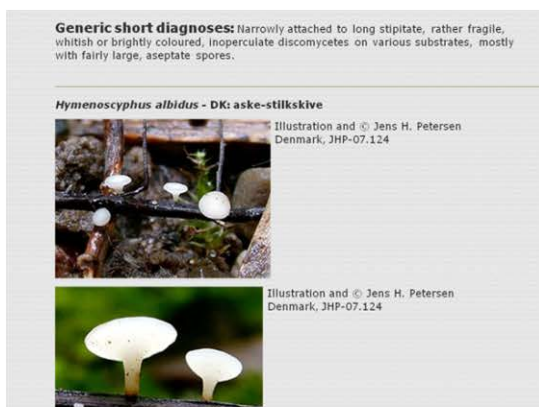 Generic short diagnoses: Narrowly attached to long stipitate, rather fragile,
whitish or brightly coloured, inoperculate discomycetes on various substrates, mostly
with fairly large, aseptate spores.
Hymenoscyphus albidus - DK: aske-stilkskive
Illustration and © Jens H. Petersen
Denmark, JHP-07.124
Illustration and © Jens H. Petersen
Denmark, JHP-07.124